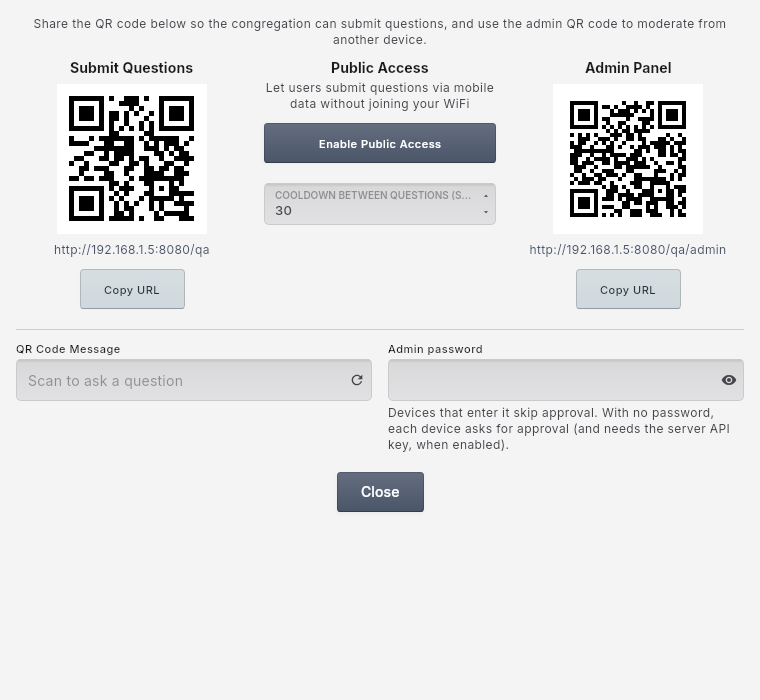 Share the QR code below so the congregation can submit questions, and use the admin QR code to moderate from
another device.
Submit Questions
http://192.168.1.5:8080/qa
Copy URL
Public Access
Let users submit questions via mobile
data without joining your WiFi
Enable Public Access
COOLDOWN BETWEEN QUESTIONS (S...
30
Admin Panel
http://192.168.1.5:8080/qa/admin
Copy URL
QR Code Message
Scan to ask a question
Admin password
Devices that enter it skip approval. With no password,
each device asks for approval (and needs the server API
key, when enabled).
Close